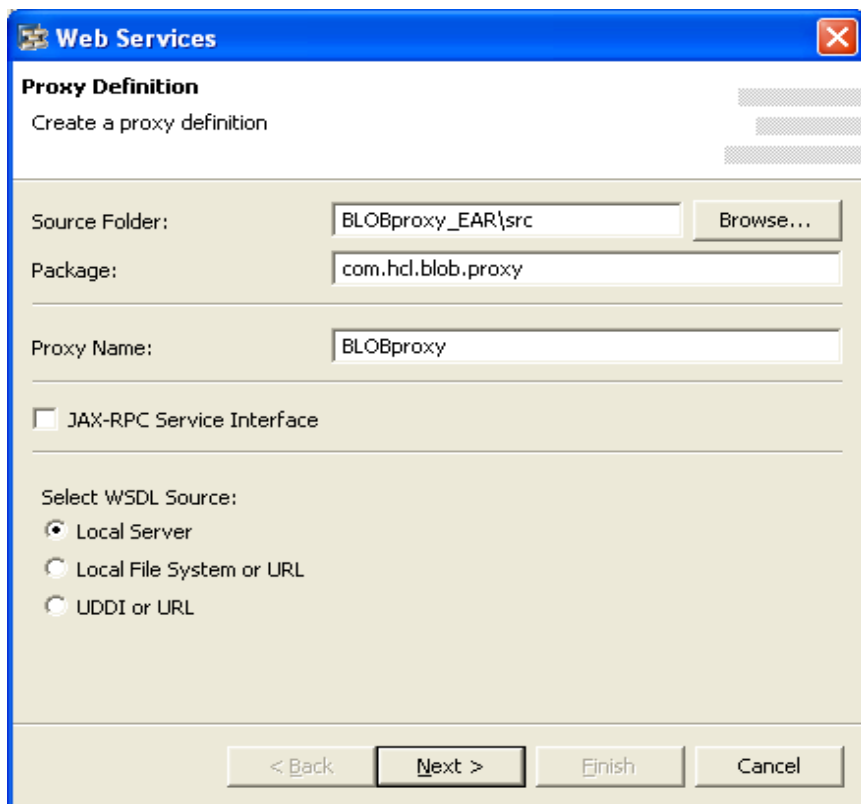 Web Services
Proxy Definition
Create a proxy definition
Source Folder: BLOBproxy_EAR\src Browse...
Package: com.hcl.blob.proxy
Proxy Name: BLOBproxy
JAX-RPC Service Interface
Select WSDL Source:
Local Server
Local File System or URL
UDDI or URL
< Back Next > Finish Cancel